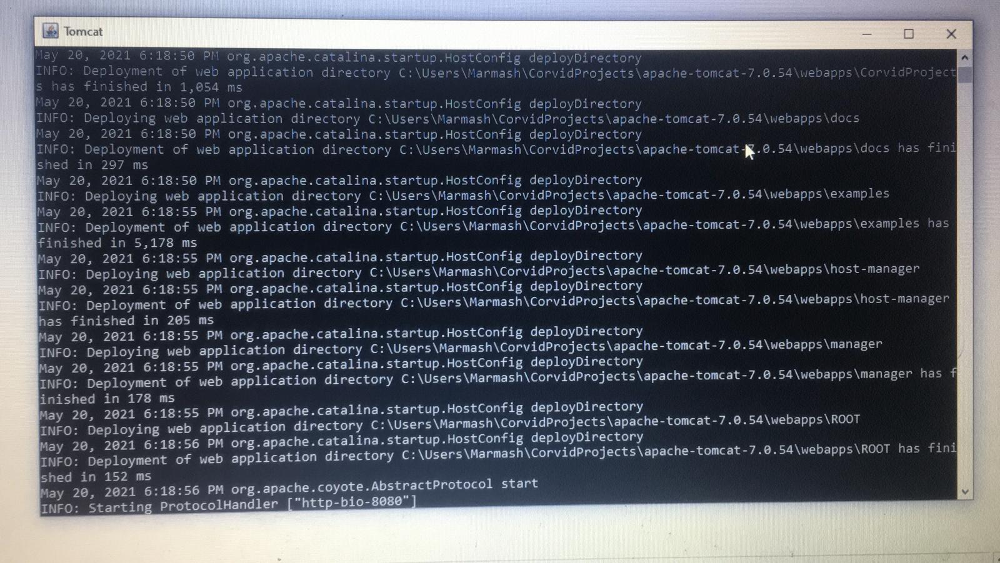 Tomcat
May 20, 2021 6:18:50 PM org.apache.catalina.startup.HostConfig deployDirectory
INFO: Deployment of web application directory C:\Users\Marmash\CorvidProjects\apache-tomcat-7.0.54\webapps\CorvidProject
s has finished in 1,054 ms
May 20, 2021 6:18:50 PM org.apache.catalina.startup.HostConfig deployDirectory
INFO: Deploying web application directory C:\Users\Marmash\CorvidProjects\apache-tomcat-7.0.54\webapps\docs
May 20, 2021 6:18:50 PM org.apache.catalina.startup.HostConfig deployDirectory
INFO: Deployment of web application directory C:\Users\Marmash\CorvidProjects\apache-tomcat-7.0.54\webapps\docs has fini
shed in 297 ms
May 20, 2021 6:18:50 PM org.apache.catalina.startup.HostConfig deployDirectory
INFO: Deploying web application directory C:\Users\Marmash\CorvidProjects\apache-tomcat-7.0.54\webapps\examples
May 20, 2021 6:18:55 PM org.apache.catalina.startup.HostConfig deployDirectory
INFO: Deployment of web application directory C:\Users\Marmash\CorvidProjects\apache-tomcat-7.0.54\webapps\examples has
finished in 5,178 ms
May 20, 2021 6:18:55 PM org.apache.catalina.startup.HostConfig deployDirectory
INFO: Deploying web application directory C:\Users\Marmash\CorvidProjects\apache-tomcat-7.0.54\webapps\host-manager
May 20, 2021 6:18:55 PM org.apache.catalina.startup.HostConfig deployDirectory
INFO: Deployment of web application directory C:\Users\Marmash\CorvidProjects\apache-tomcat-7.0.54\webapps\host-manager
has finished in 205 ms
May 20, 2021 6:18:55 PM org.apache.catalina.startup.HostConfig deployDirectory
INFO: Deploying web application directory C:\Users\Marmash\CorvidProjects\apache-tomcat-7.0.54\webapps\manager
May 20, 2021 6:18:55 PM org.apache.catalina.startup.HostConfig deployDirectory
INFO: Deployment of web application directory C:\Users\Marmash\CorvidProjects\apache-tomcat-7.0.54\webapps\manager has f
inished in 178 ms
May 20, 2021 6:18:55 PM org.apache.catalina.startup.HostConfig deployDirectory
INFO: Deploying web application directory C:\Users\Marmash\CorvidProjects\apache-tomcat-7.0.54\webapps\ROOT
May 20, 2021 6:18:56 PM org.apache.catalina.startup.HostConfig deployDirectory
INFO: Deployment of web application directory C:\Users\Marmash\CorvidProjects\apache-tomcat-7.0.54\webapps\ROOT has fini
shed in 152 ms
May 20, 2021 6:18:56 PM org.apache.coyote.AbstractProtocol start
INFO: Starting ProtocolHandler ["http-bio-8080"]